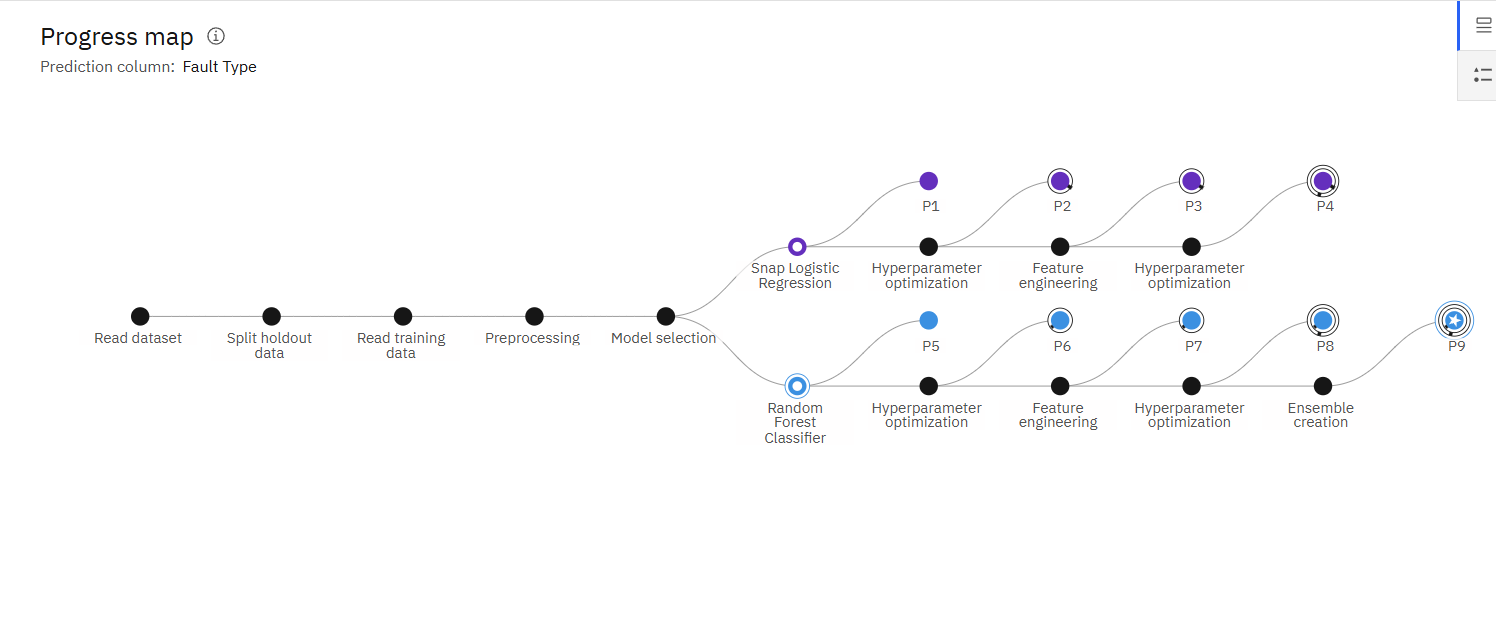 Progress map
Prediction column: Fault Type
P1
P2
P3
P4
Snap Logistic
Regression
Hyperparameter
optimization
Feature
engineering
Hyperparameter
optimization
Read dataset
Split holdout
data
Read training
data
Preprocessing
Model selection
P5
P6
P7
P8
P9
Random
Forest
Classifier
Hyperparameter
optimization
Feature
engineering
Hyperparameter
optimization
Ensemble
creation